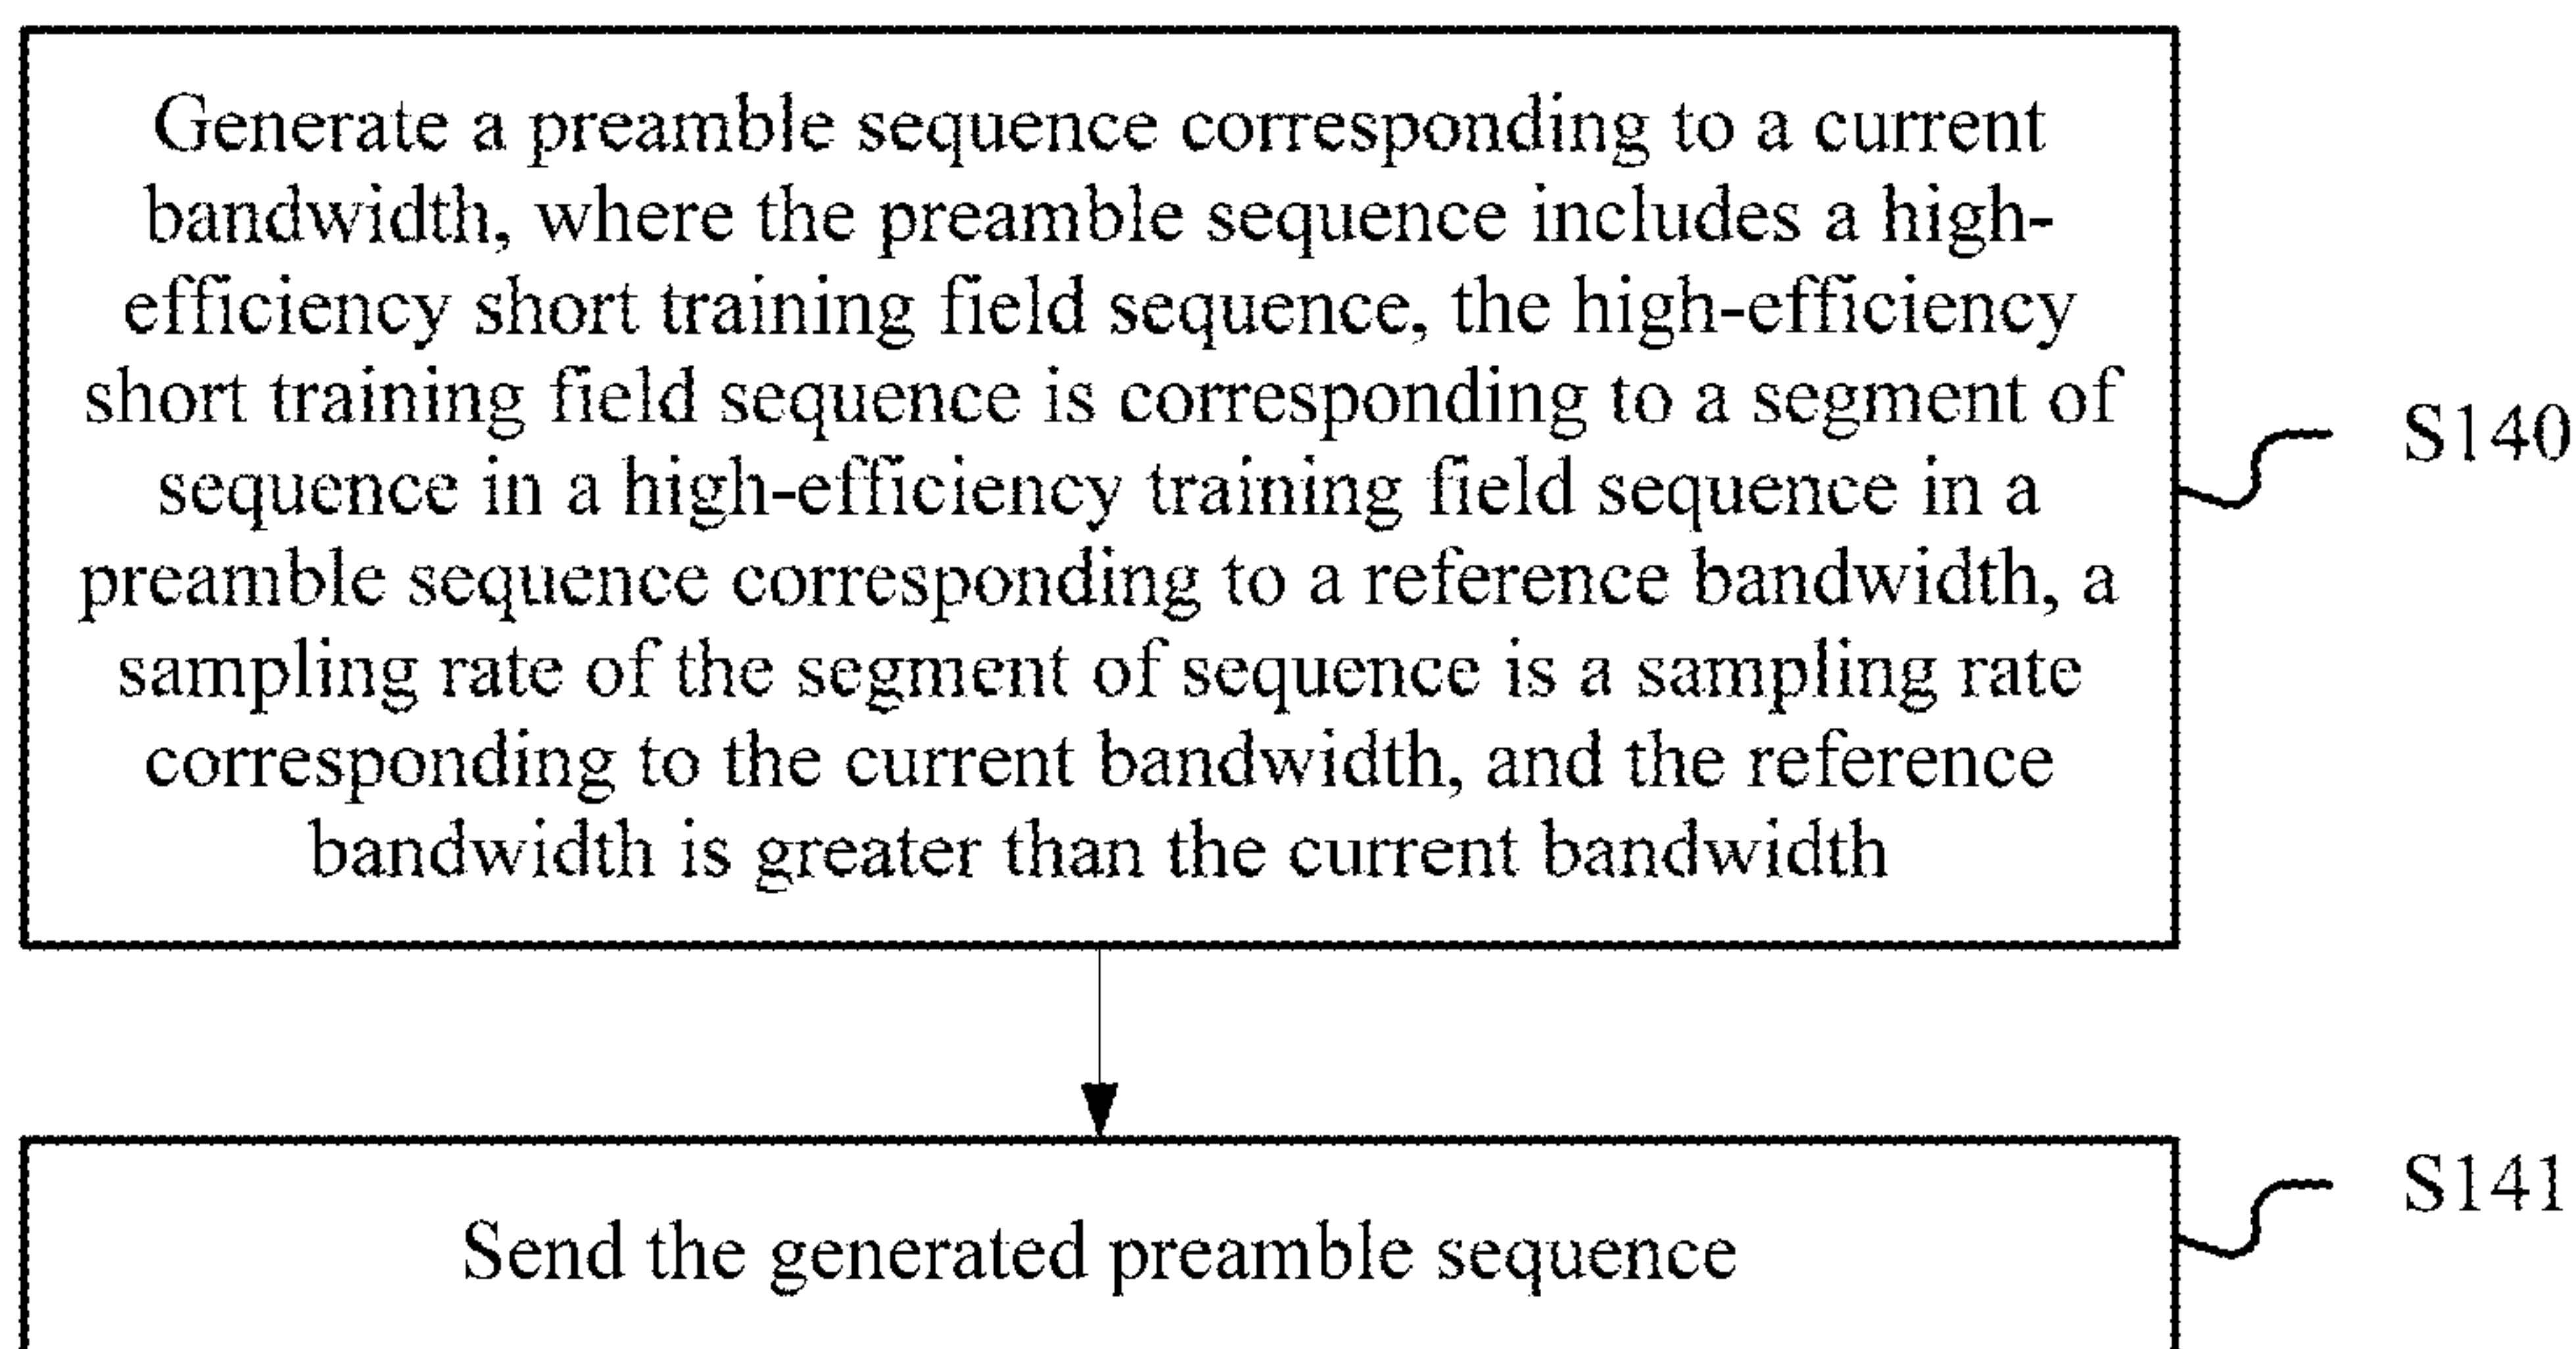 Generate a preamble sequence corresponding to a current
bandwidth, where the preamble sequence includes a high-
efficiency short training field sequence, the high-efficiency
short training field sequence is corresponding to a segment of
sequence in a high-efficiency training field sequence in a
preamble sequence corresponding to a reference bandwidth, a
sampling rate of the segment of sequence is a sampling rate
corresponding to the current bandwidth, and the reference
bandwidth is greater than the current bandwidth
S140
Send the generated preamble sequence
S141